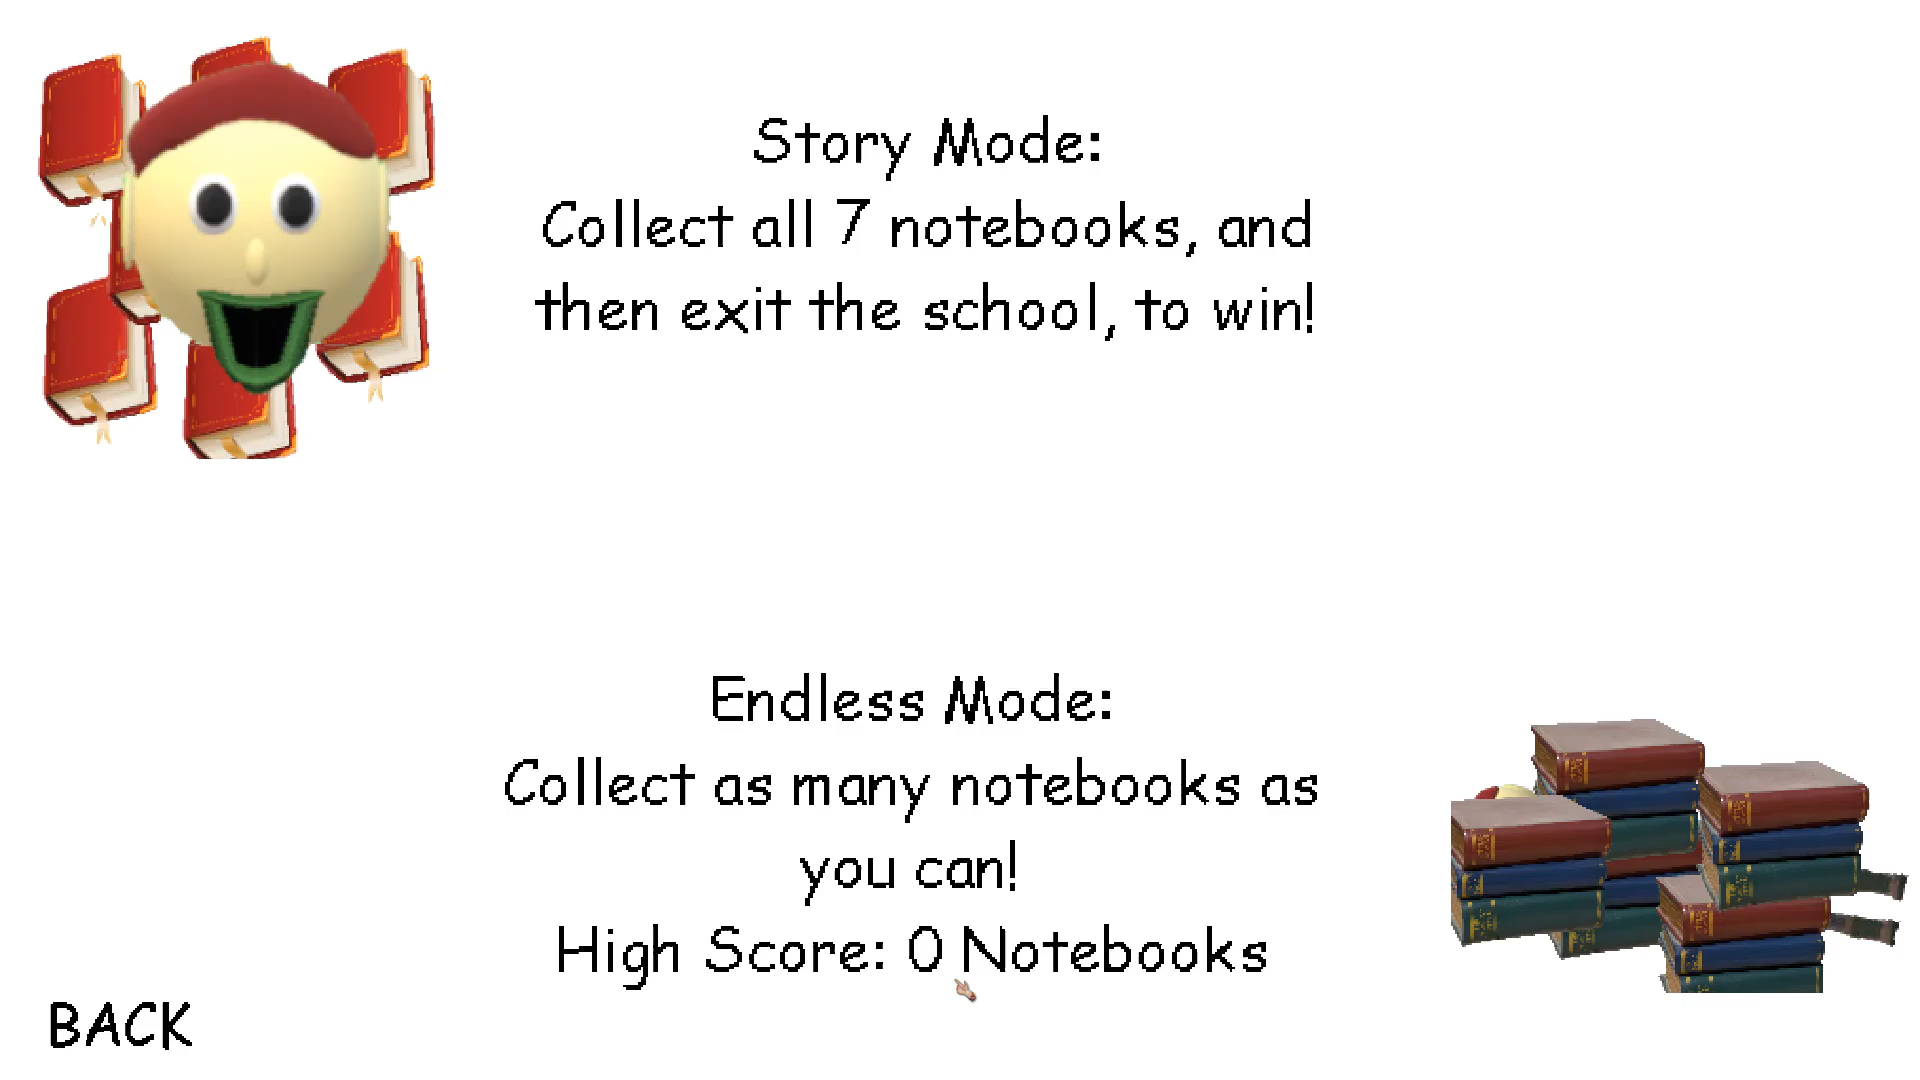 Story Mode:
Collect all 7 notebooks, and
then exit the school, to win!
Endless Mode:
Collect as many notebooks as
you can!
High Score: 0 Notebooks
BACK